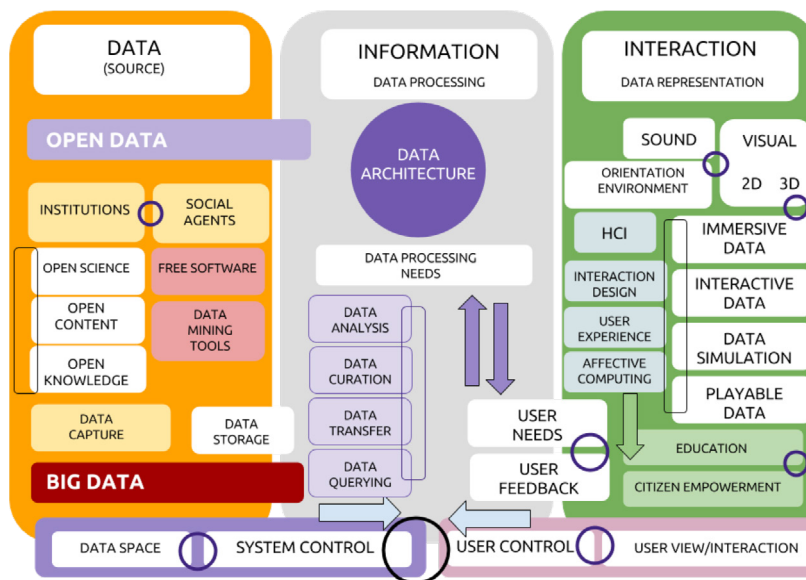 DATA
(SOURCE)
OPEN DATA
INSTITUTIONS
SOCIAL
AGENTS
OPEN SCIENCE
FREE SOFTWARE
OPEN
CONTENT
DATA
MINING
TOOLS
OPEN
KNOWLEDGE
DATA
CAPTURE
DATA
STORAGE
BIG DATA
INFORMATION
DATA PROCESSING
DATA
ARCHITECTURE
DATA PROCESSING
NEEDS
DATA
ANALYSIS
DATA
CURATION
DATA
TRANSFER
DATA
QUERYING
USER
NEEDS
USER
FEEDBACK
INTERACTION
DATA REPRESENTATION
SOUND
VISUAL
2D 3D
ORIENTATION
ENVIRONMENT
HCI
INTERACTION
DESIGN
USER
EXPERIENCE
AFFECTIVE
COMPUTING
IMMERSIVE
DATA
INTERACTIVE
DATA
DATA
SIMULATION
PLAYABLE
DATA
EDUCATION
CITIZEN EMPOWERMENT
DATA SPACE
SYSTEM CONTROL
USER CONTROL
USER VIEW/INTERACTION